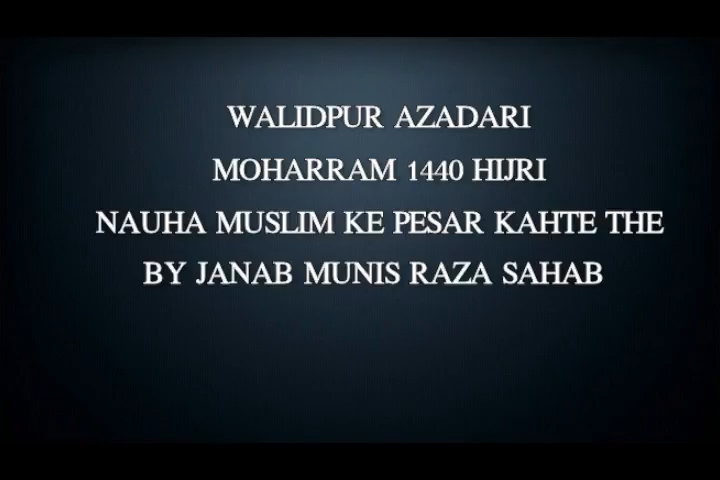 WALIDPUR AZADARI
MOHARRAM 1440 HIJRI
NAUHA MUSLIM KE PESAR KAHTE THE
BY JANAB MUNIS RAZA SAHAB